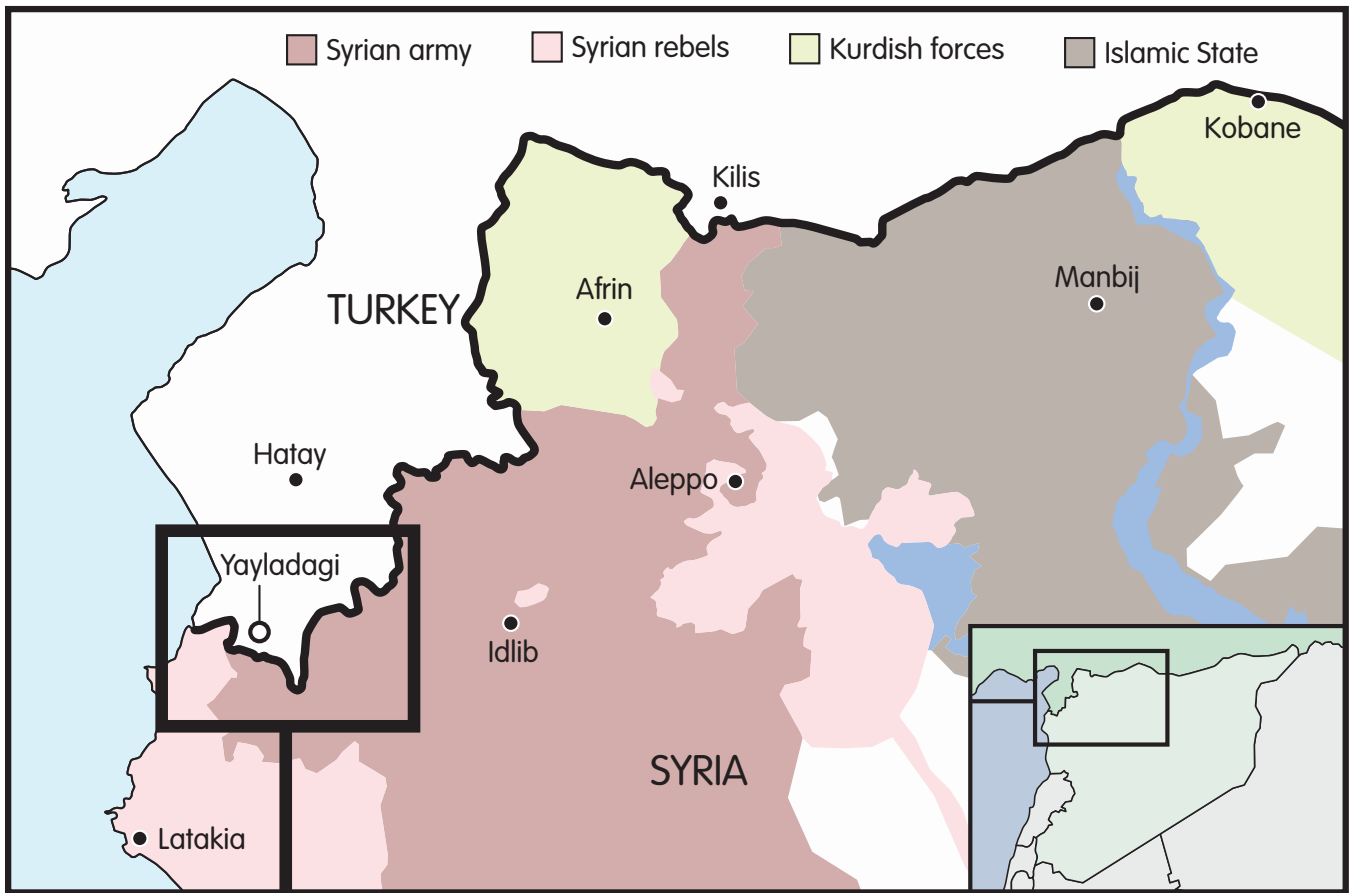 Syrian army
Syrian rebels
Kurdish forces
Islamic State
Kobane
Kilis
Manbij
Afrin
TURKEY
Hatay
Aleppo
Yayladagi
Idlib
SYRIA
Latakia